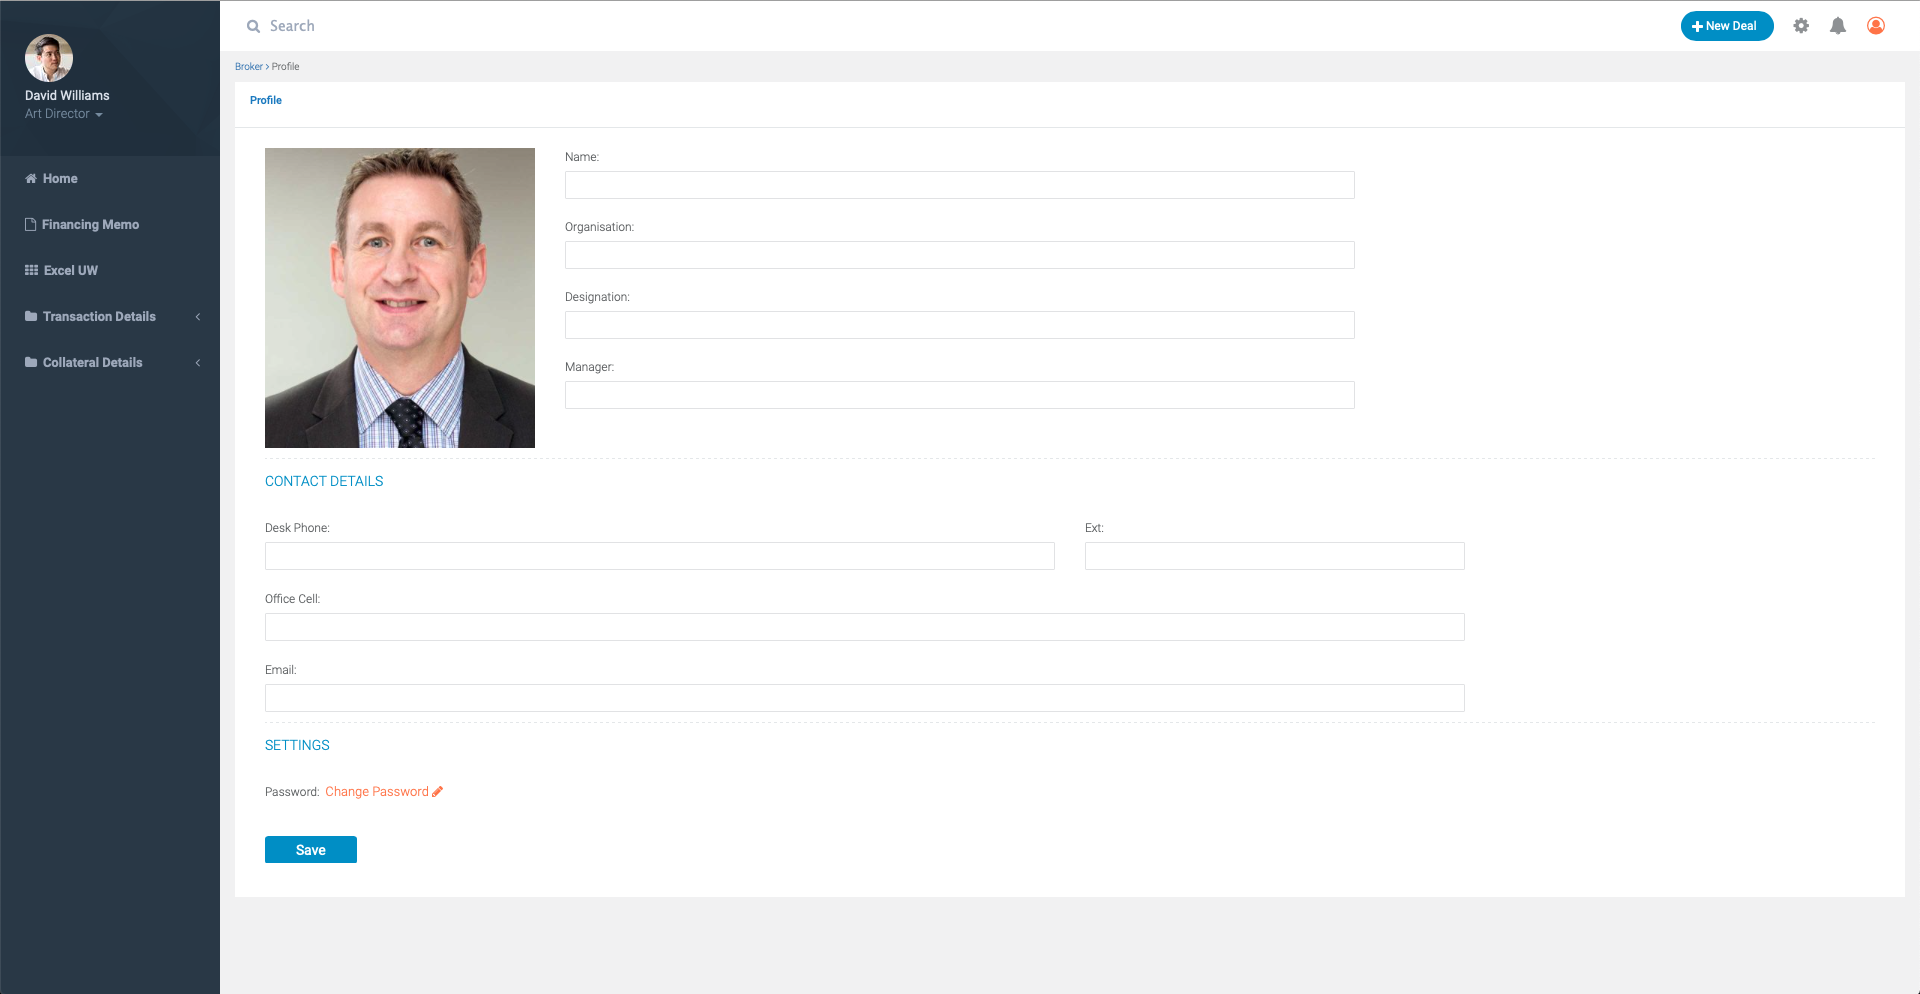 Search
New Deal
David Williams
Art Director
Home
Financing Memo
Excel UW
Transaction Details
Collateral Details
Broker > Profile
Profile
Name:
Organisation:
Designation:
Manager:
CONTACT DETAILS
Desk Phone:
Ext:
Office Cell:
Email:
SETTINGS
Password: Change Password
Save